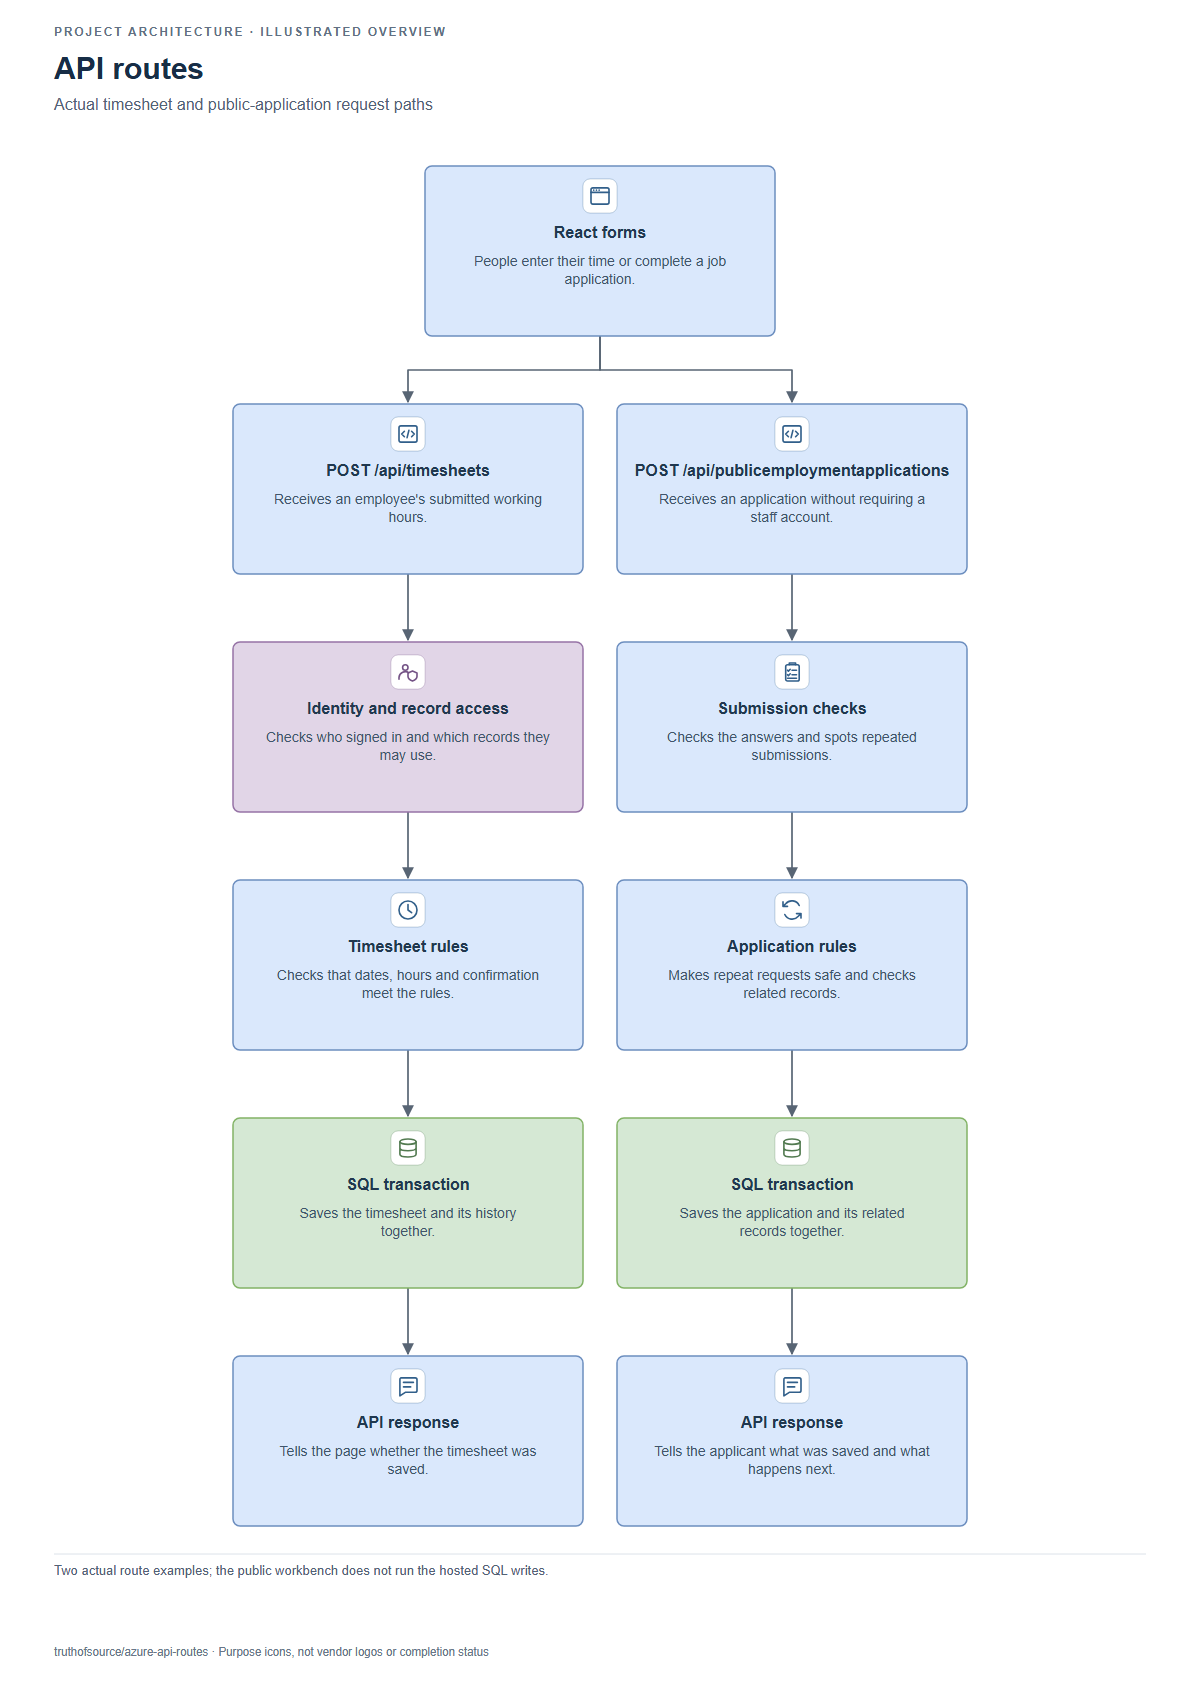 PROJECT ARCHITECTURE · ILLUSTRATED OVERVIEW
API routes
Actual timesheet and public-application request paths
React forms
People enter their time or complete a job
application.
POST /api/timesheets
Receives an employee's submitted working
hours.
POST /api/publicemploymentapplications
Receives an application without requiring a
staff account.
Identity and record access
Checks who signed in and which records they
may use.
Submission checks
Checks the answers and spots repeated
submissions.
Timesheet rules
Checks that dates, hours and confirmation
meet the rules.
Application rules
Makes repeat requests safe and checks
related records.
SQL transaction
Saves the timesheet and its history
together.
SQL transaction
Saves the application and its related
records together.
API response
Tells the page whether the timesheet was
saved.
API response
Tells the applicant what was saved and what
happens next.
Two actual route examples; the public workbench does not run the hosted SQL writes.
truthofsource/azure-api-routes · Purpose icons, not vendor logos or completion status